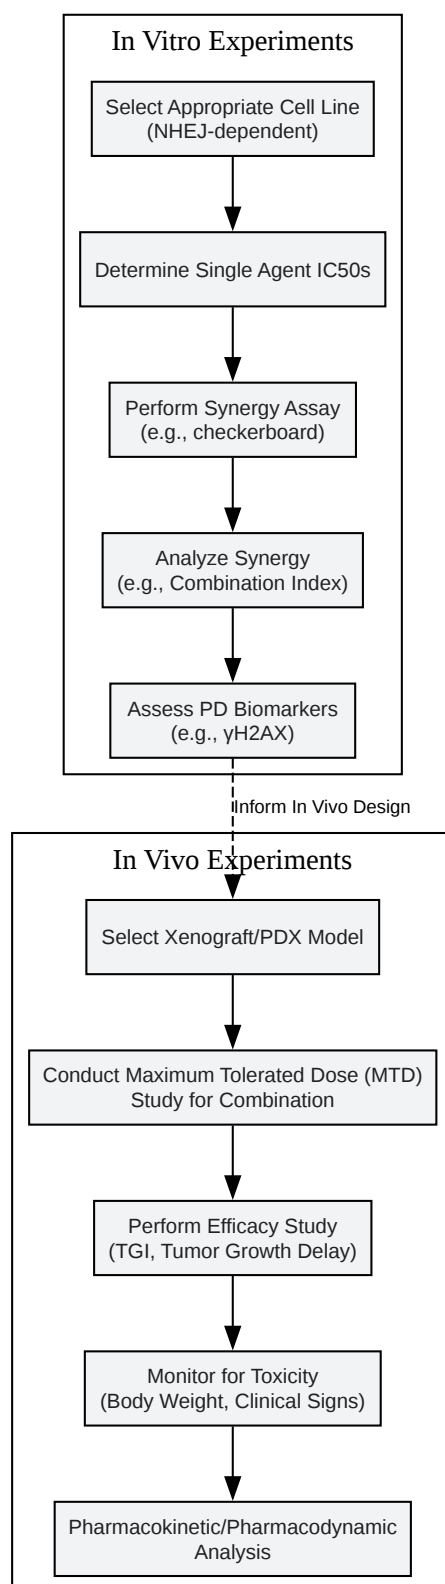 In Vitro Experiments
Select Appropriate Cell Line
(NHEJ-dependent)
Determine Single Agent IC50s
Perform Synergy Assay
(e.g., checkerboard)
Analyze Synergy
(e.g., Combination Index)
Assess PD Biomarkers
(e.g., γH2AX)
Inform In Vivo Design
In Vivo Experiments
Select Xenograft/PDX Model
Conduct Maximum Tolerated Dose (MTD)
Study for Combination
Perform Efficacy Study
(TGI, Tumor Growth Delay)
Monitor for Toxicity
(Body Weight, Clinical Signs)
Pharmacokinetic/Pharmacodynamic
Analysis